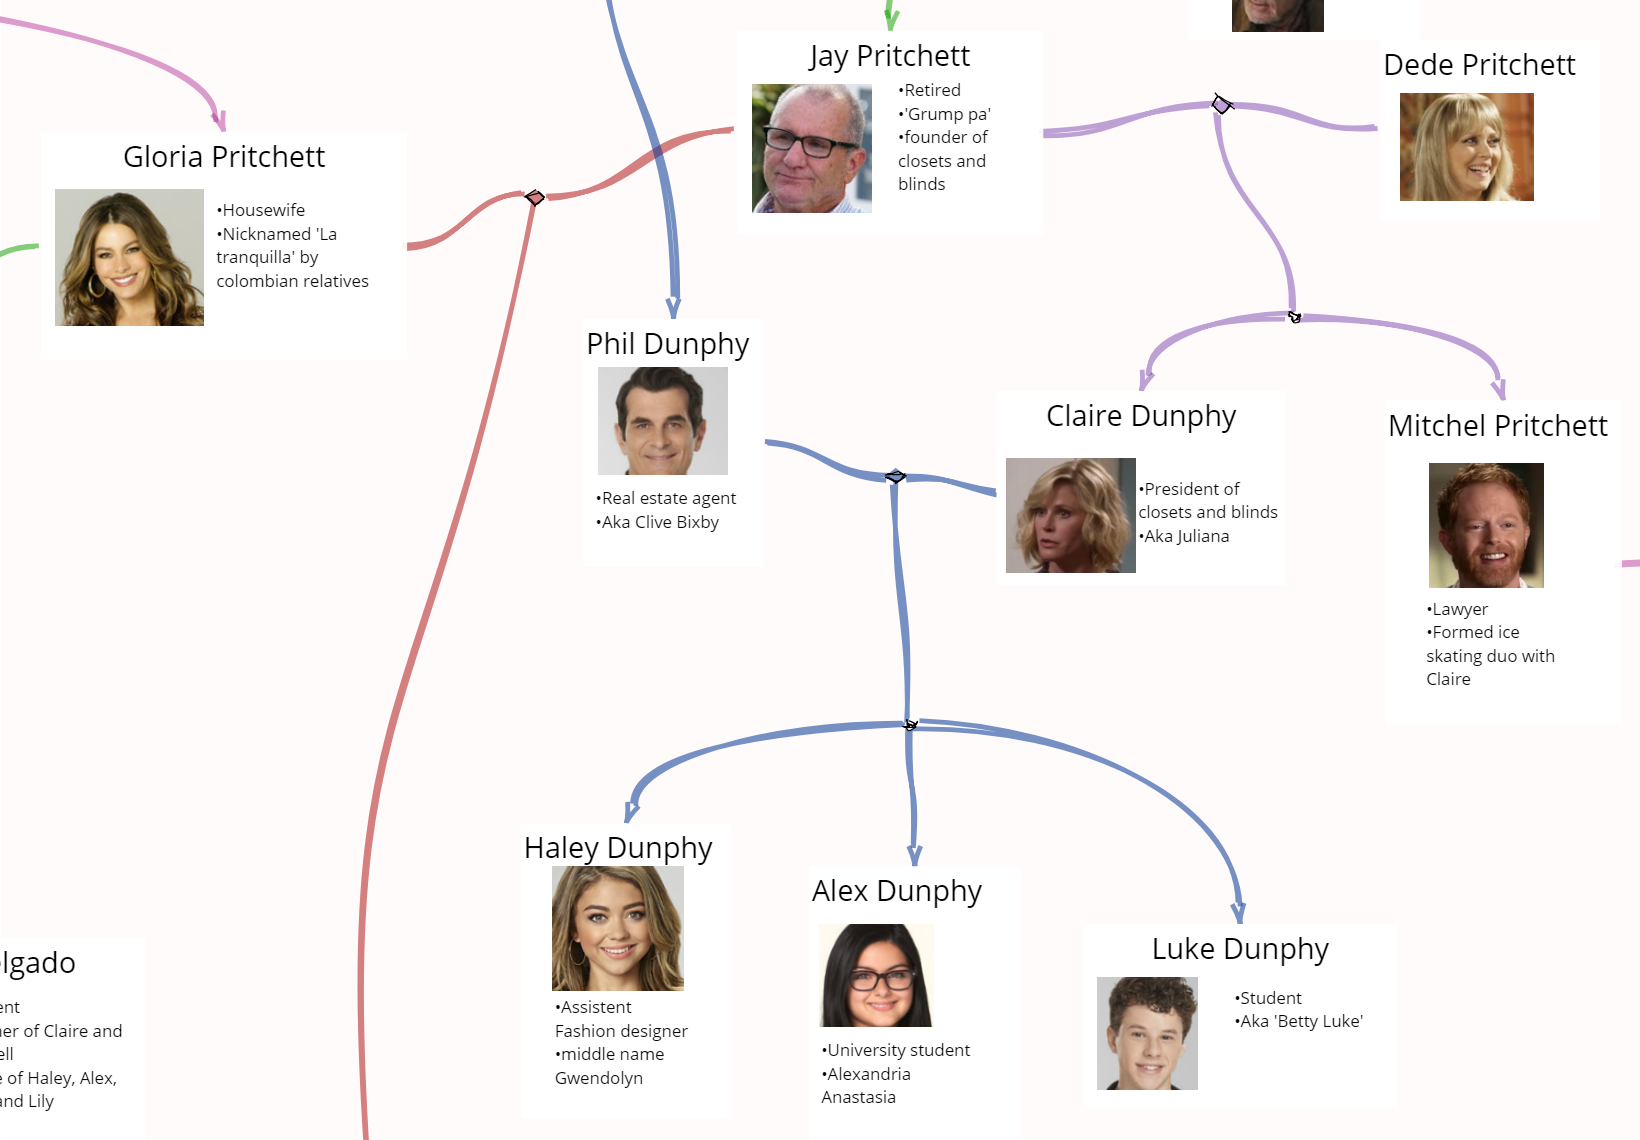 Jay Pritchett
•Retired
•'Grump pa'
•founder of
closets and
blinds
Dede Pritchett
Gloria Pritchett
•Housewife
•Nicknamed 'La
tranquilla' by
colombian relatives
Phil Dunphy
•Real estate agent
•Aka Clive Bixby
Claire Dunphy
•President of
closets and blinds
•Aka Juliana
Mitchel Pritchett
•Lawyer
•Formed ice
skating duo with
Claire
Haley Dunphy
•Assistent
Fashion designer
•middle name
Gwendolyn
Alex Dunphy
•University student
•Alexandria
Anastasia
Luke Dunphy
•Student
•Aka 'Betty Luke'
lgado
ent
er of Claire and
ell
e of Haley, Alex,
and Lily